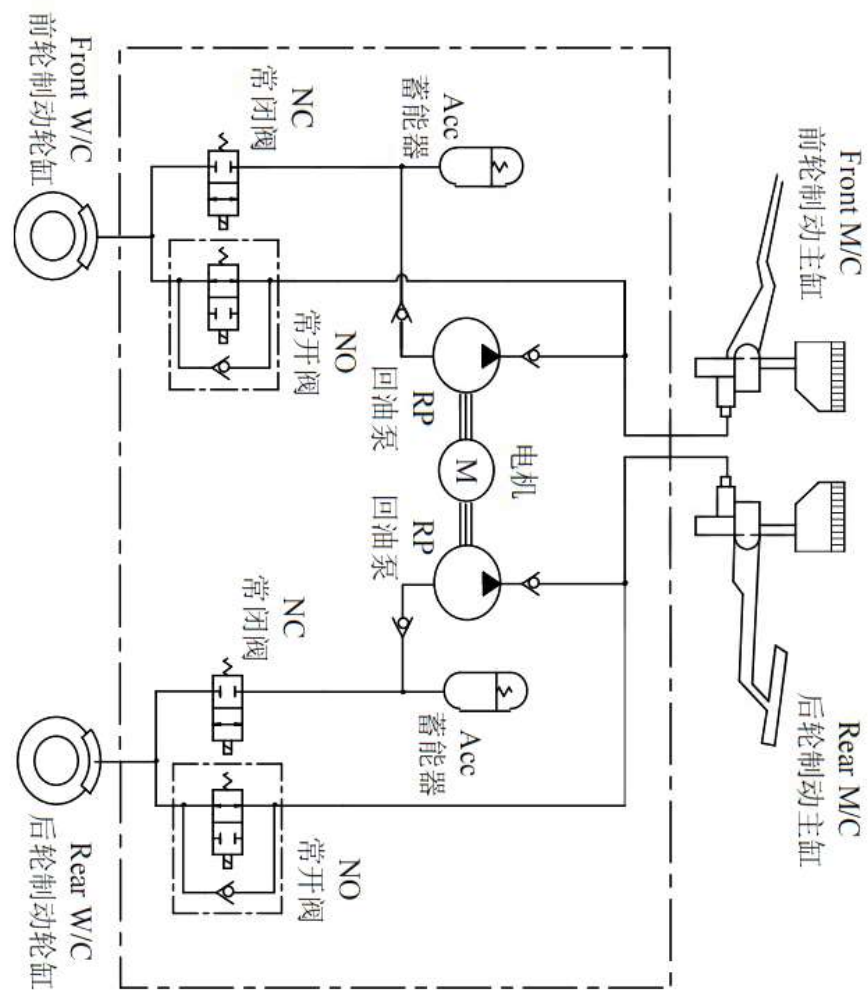 Front M/C
前轮制动主缸
Rear M/C
后轮制动主缸
Acc
蓄能器
RP
回油泵
M
电机
RP
回油泵
Acc
蓄能器
NC
常闭阀
NO
常开阀
NC
常闭阀
NO
常开阀
Front W/C
前轮制动轮缸
Rear W/C
后轮制动轮缸